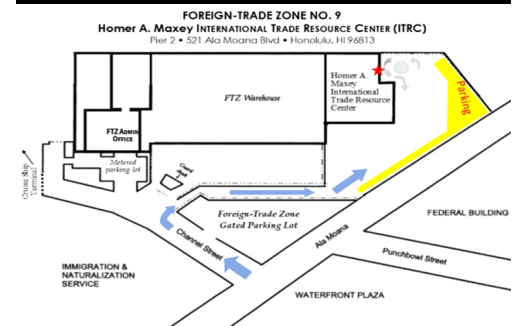 FOREIGN-TRADE ZONE NO. 9
Homer A. Maxey INTERNATIONAL TRADE RESOURCE CENTER (ITRC)
Pier 2 • 521 Ala Moana Blvd • Honolulu, HI 96813
Homer A.
Maxey
International
Trade Resource
Center
Parking
FTZ Warehouse
FTZ ADMIN
OFFICE
Metered
parking lot
Cruise Ship
Terminal
Guard
Foreign-Trade Zone
Gated Parking Lot
Channel Street
Ala Moana
FEDERAL BUILDING
Punchbowl Street
IMMIGRATION &
NATURALIZATION
SERVICE
WATERFRONT PLAZA